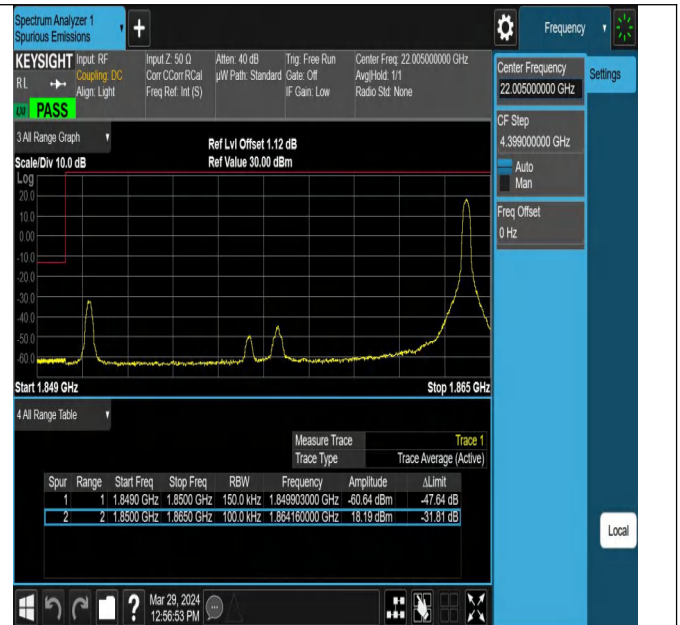 Spectrum Analyzer 1
Spurious Emissions
+
Frequency
KEYSIGHT Input: RF Input Z: 50 Ω Atten: 40 dB Trig: Free Run Center Freq: 22.005000000 GHz
RL Coupling: DC Corr CCorr RCal µW Path: Standard Gate: Off Avg|Hold: 1/1
Align: Light Freq Ref: Int (S) IF Gain: Low Radio Std: None
PASS
Center Frequency
22.005000000 GHz
Settings
CF Step
4.399000000 GHz
Auto
Man
Freq Offset
0 Hz
3 All Range Graph
Ref Lvl Offset 1.12 dB
Scale/Div 10.0 dB Ref Value 30.00 dBm
Log
20.0
10.0
0.00
-10.0
-20.0
-30.0
-40.0
-50.0
-60.0
Start 1.849 GHz Stop 1.865 GHz
4 All Range Table
Measure Trace Trace 1
Trace Type Trace Average (Active)
Spur Range Start Freq Stop Freq RBW Frequency Amplitude ΔLimit
1 1 1.8490 GHz 1.8500 GHz 150.0 kHz 1.849903000 GHz -60.64 dBm -47.64 dB
2 2 1.8500 GHz 1.8650 GHz 100.0 kHz 1.864160000 GHz 18.19 dBm -31.81 dB
Local
? Mar 29, 2024
12:56:53 PM